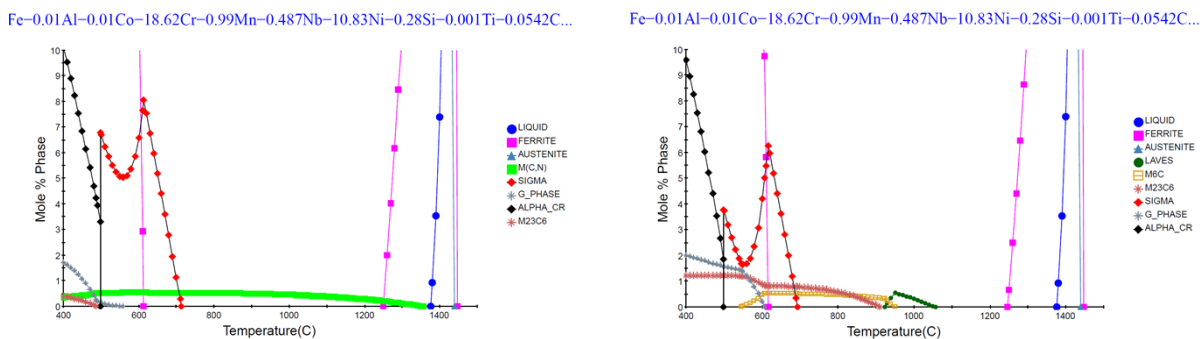 Fe−0.01Al−0.01Co−18.62Cr−0.99Mn−0.487Nb−10.83Ni−0.28Si−0.001Ti−0.0542C...
10
9
8
7
6
5
4
3
2
1
0
Mole % Phase
400
600
800
1000
1200
1400
Temperature(C)
LIQUID
FERRITE
AUSTENITE
M(C,N)
SIGMA
G_PHASE
ALPHA_CR
M23C6
Fe−0.01Al−0.01Co−18.62Cr−0.99Mn−0.487Nb−10.83Ni−0.28Si−0.001Ti−0.0542C...
10
9
8
7
6
5
4
3
2
1
0
Mole % Phase
400
600
800
1000
1200
1400
Temperature(C)
LIQUID
FERRITE
AUSTENITE
LAVES
M6C
M23C6
SIGMA
G_PHASE
ALPHA_CR